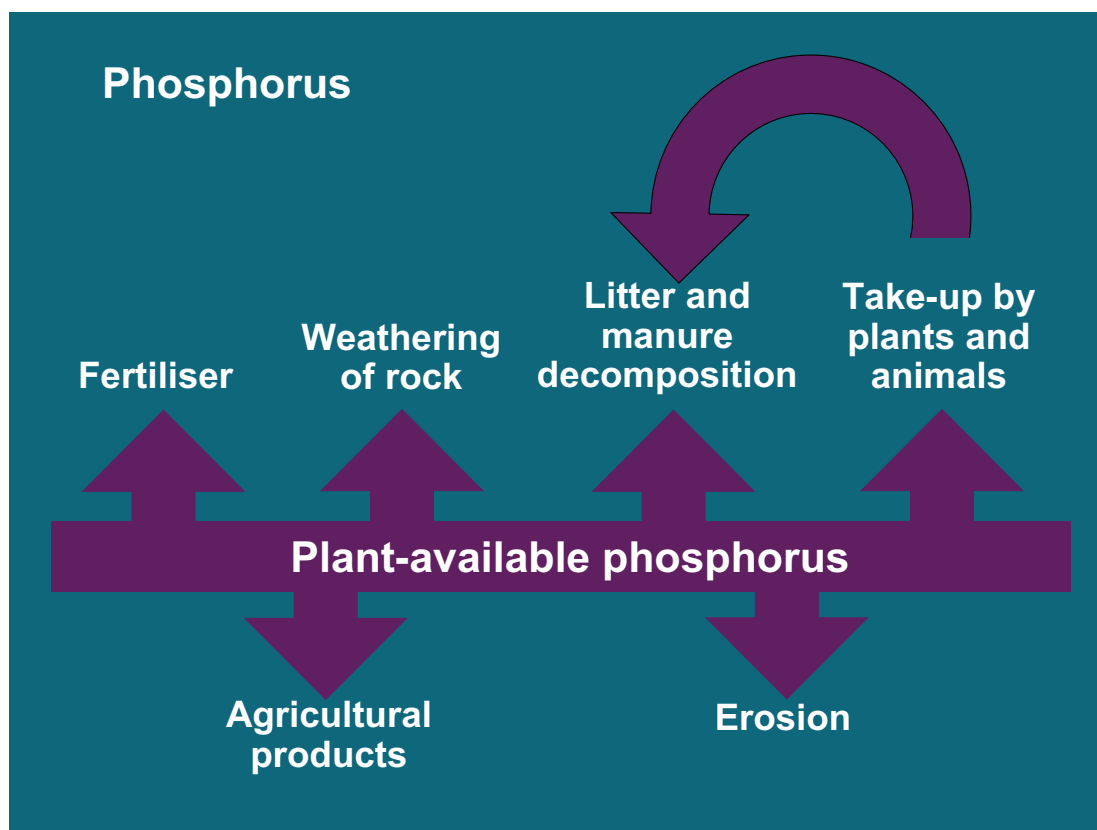 Phosphorus
Fertiliser
Weathering
of rock
Litter and
manure
decomposition
Take-up by
plants and
animals
Plant-available phosphorus
Agricultural
products
Erosion